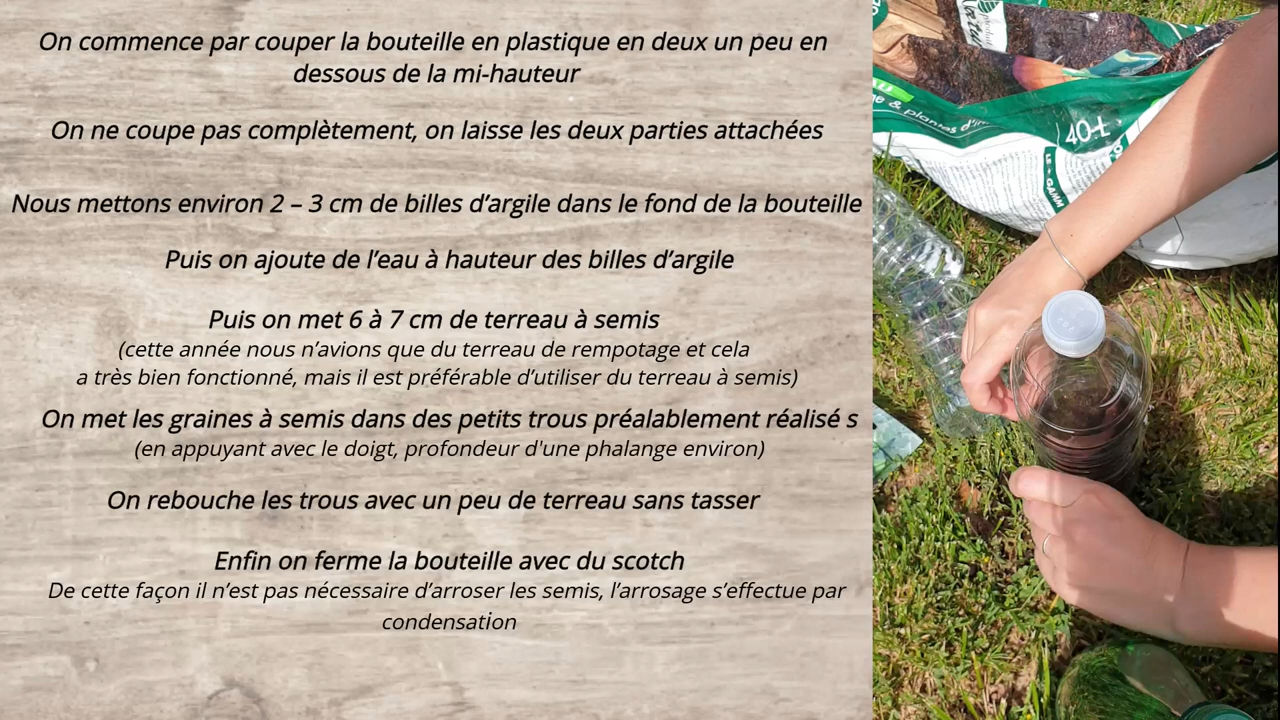 On commence par couper la bouteille en plastique en deux un peu en
dessous de la mi-hauteur
On ne coupe pas complètement, on laisse les deux parties attachées
Nous mettons environ 2 – 3 cm de billes d'argile dans le fond de la bouteille
Puis on ajoute de l'eau à hauteur des billes d'argile
Puis on met 6 à 7 cm de terreau à semis
(cette année nous n'avions que du terreau de rempotage et cela
a très bien fonctionné, mais il est préférable d'utiliser du terreau à semis)
On met les graines à semis dans des petits trous préalablement réalisé s
(en appuyant avec le doigt, profondeur d'une phalange environ)
On rebouche les trous avec un peu de terreau sans tasser
Enfin on ferme la bouteille avec du scotch
De cette façon il n'est pas nécessaire d'arroser les semis, l'arrosage s'effectue par
condensation
& plantes d'i
40 L
LE + GAMM